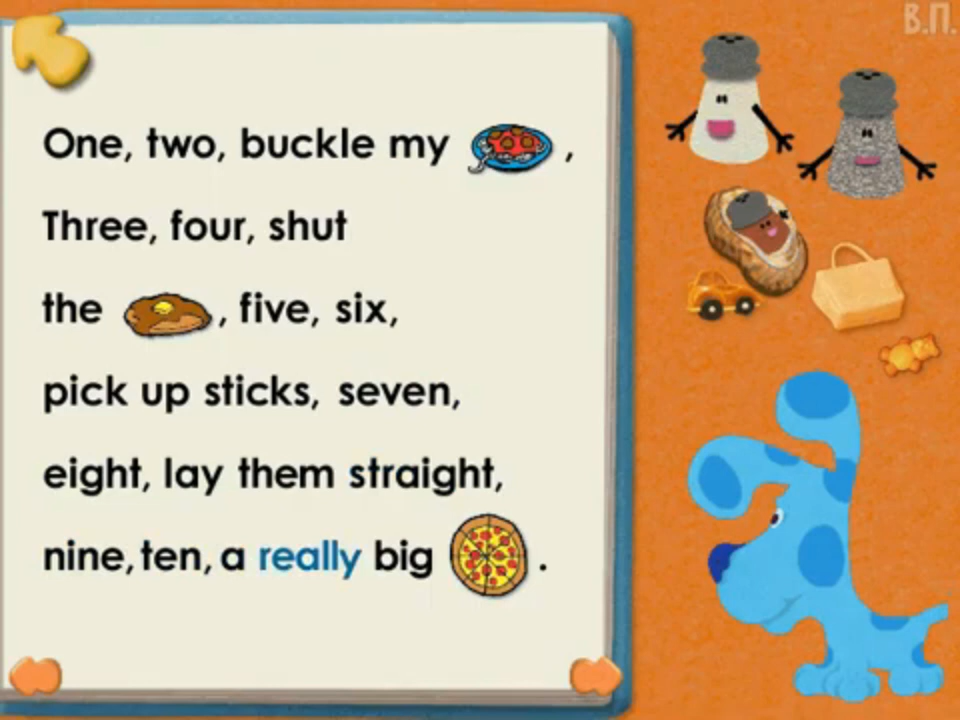 В.П.
One, two, buckle my ,
Three, four, shut
the , five, six,
pick up sticks, seven,
eight, lay them straight,
nine, ten, a really big .